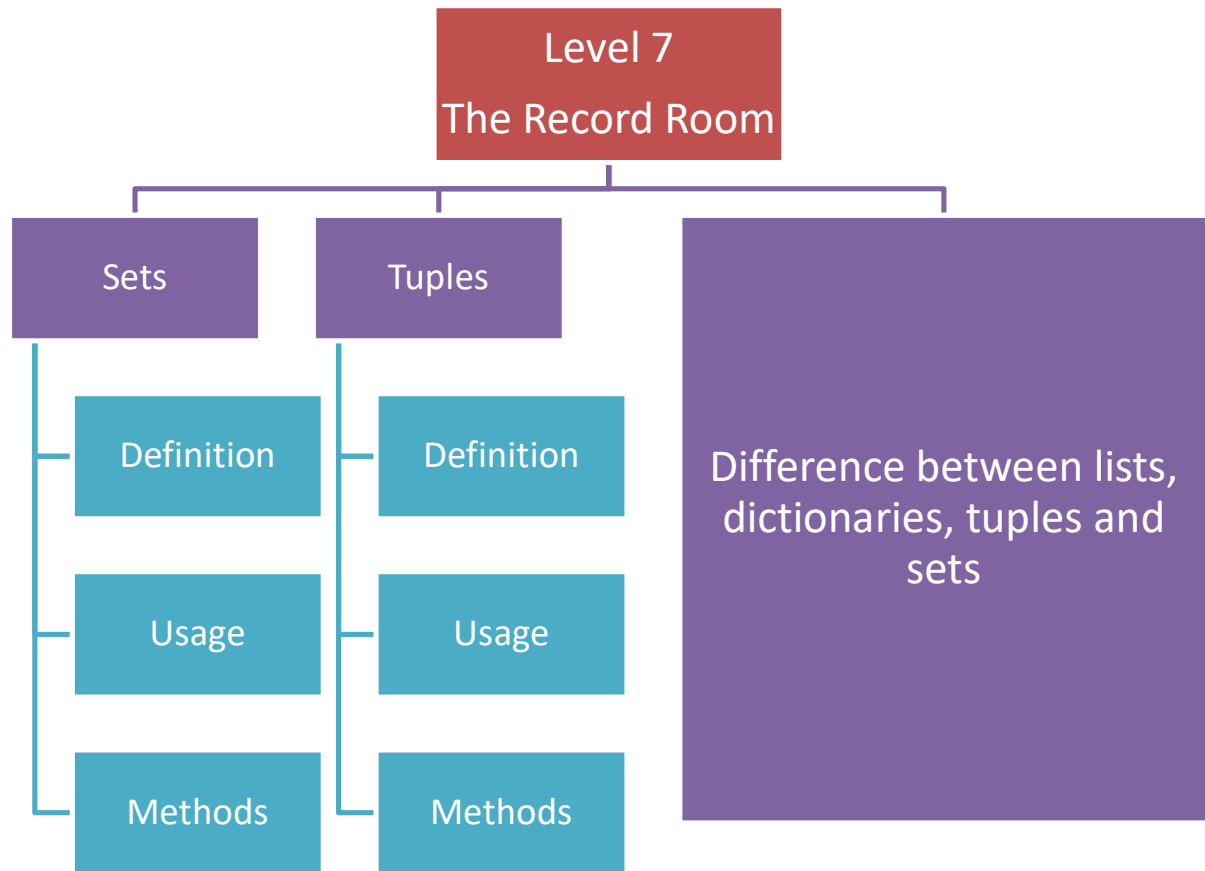 Level 7
The Record Room
Sets
Definition
Usage
Methods
Tuples
Definition
Usage
Methods
Difference between lists,
dictionaries, tuples and
sets